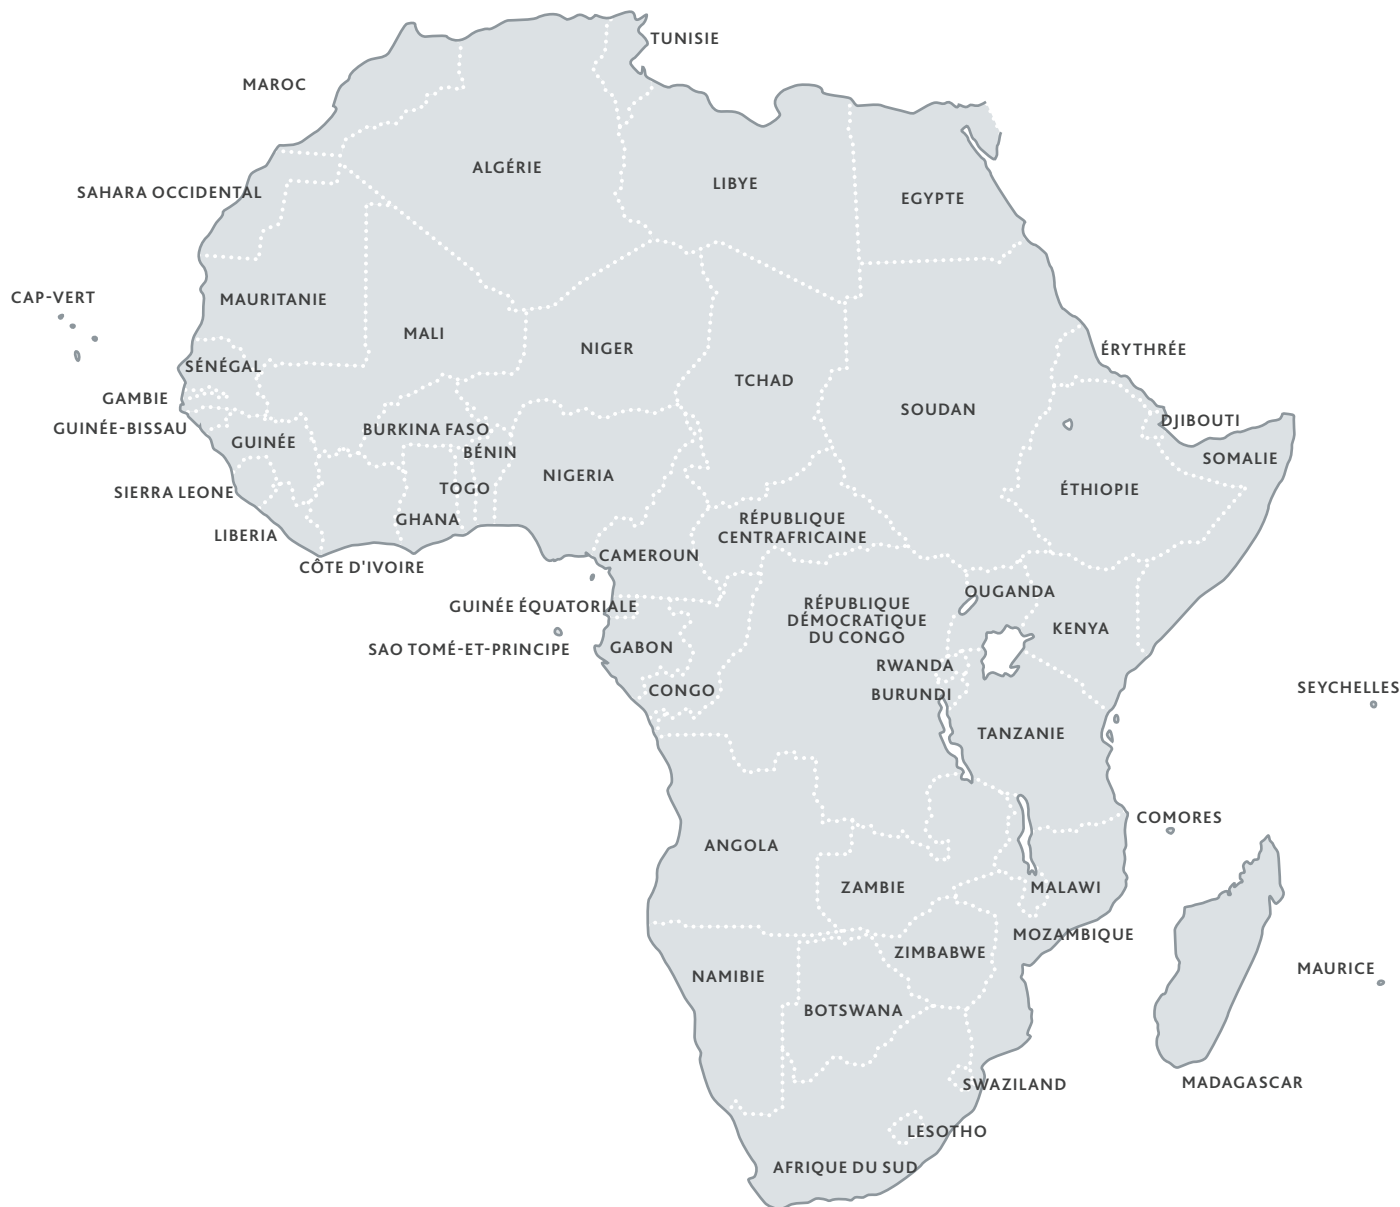 TUNISIE
MAROC
ALGÉRIE
LIBYE
SAHARA OCCIDENTAL
EGYPTE
CAP-VERT
MAURITANIE
MALI
NIGER
ÉRYTHRÉE
SÉNÉGAL
TCHAD
GAMBIE
SOUDAN
DJIBOUTI
GUINÉE-BISSAU
BURKINA FASO
GUINÉE
BÉNIN
SOMALIE
NIGERIA
TOGO
ÉTHIOPIE
SIERRA LEONE
GHANA
RÉPUBLIQUE
CENTRAFRICAINE
LIBERIA
CAMEROUN
CÔTE D'IVOIRE
OUGANDA
GUINÉE ÉQUATORIALE
RÉPUBLIQUE
DÉMOCRATIQUE
DU CONGO
KENYA
SAO TOMÉ-ET-PRINCIPE
GABON
RWANDA
CONGO
BURUNDI
SEYCHELLES
TANZANIE
COMORES
ANGOLA
ZAMBIE
MALAWI
MOZAMBIQUE
ZIMBABWE
MAURICE
NAMIBIE
BOTSWANA
SWAZILAND
MADAGASCAR
LESOTHO
AFRIQUE DU SUD